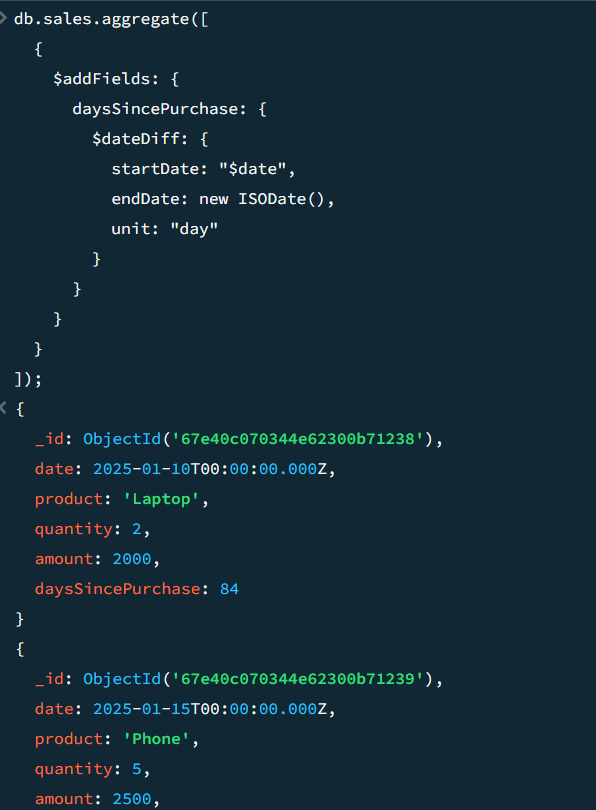 db.sales.aggregate([
  {
    $addFields: {
      daysSincePurchase: {
        $dateDiff: {
          startDate: "$date",
          endDate: new ISODate(),
          unit: "day"
        }
      }
    }
  }
]);
{
  _id: ObjectId('67e40c070344e62300b71238'),
  date: 2025-01-10T00:00:00.000Z,
  product: 'Laptop',
  quantity: 2,
  amount: 2000,
  daysSincePurchase: 84
}
{
  _id: ObjectId('67e40c070344e62300b71239'),
  date: 2025-01-15T00:00:00.000Z,
  product: 'Phone',
  quantity: 5,
  amount: 2500,